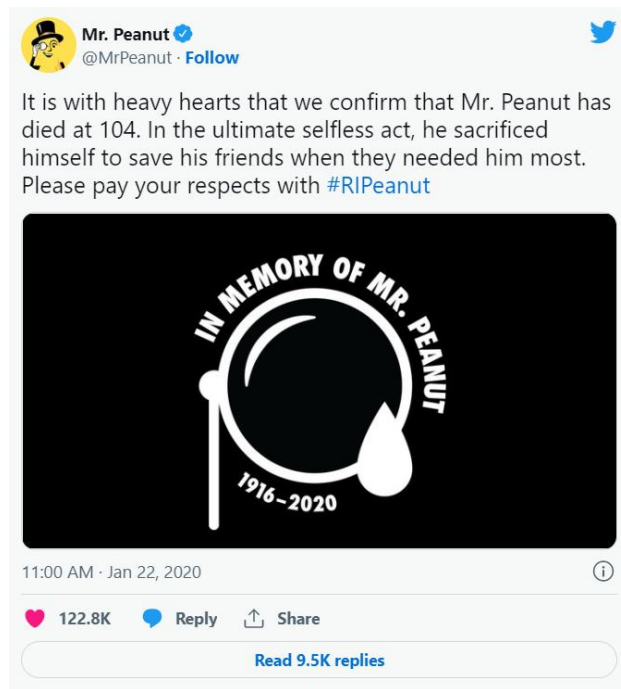 Mr. Peanut
@MrPeanut · Follow
It is with heavy hearts that we confirm that Mr. Peanut has
died at 104. In the ultimate selfless act, he sacrificed
himself to save his friends when they needed him most.
Please pay your respects with #RIPeanut
IN MEMORY OF MR. PEANUT
1916–2020
11:00 AM · Jan 22, 2020
122.8K Reply Share
Read 9.5K replies